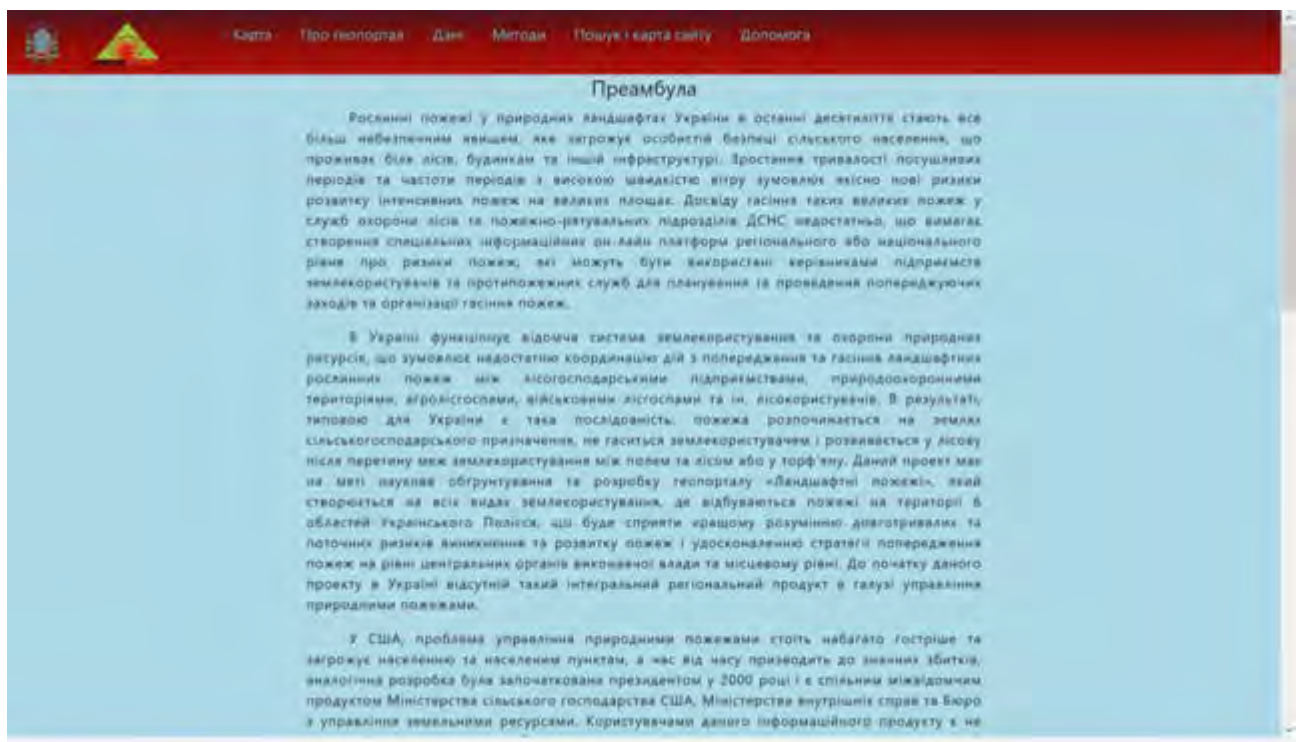 Карта Про геопортал Дані Методи Пошук і карта сайту Допомога
Преамбула
Рослинні пожежі у природних ландшафтах України в останні десятиліття стають все
більш небезпечним явищем, яке загрожує особистій безпеці сільського населення, що
проживає біля лісів, будинкам та іншій інфраструктурі. Зростання тривалості посушливих
періодів та частоти періодів з високою швидкістю вітру зумовлює якісно нові ризики
розвитку інтенсивних пожеж на великих площах. Досвіду гасіння таких великих пожеж у
служб охорони лісів та пожежно-рятувальних підрозділів ДСНС недостатньо, що вимагає
створення спеціальних інформаційних он-лайн платформ регіонального або національного
рівня про ризики пожеж, які можуть бути використані керівниками підприємств
землекористувачів та протипожежних служб для планування та проведення попереджуючих
заходів та організації гасіння пожеж.
В Україні функціонує відомча система землекористування та охорони природних
ресурсів, що зумовлює недостатню координацію дій з попередження та гасіння ландшафтних
рослинних пожеж між лісогосподарськими підприємствами, природоохоронними
територіями, агролісгоспами, військовими лісгоспами та ін. лісокористувачів. В результаті,
типовою для України є така послідовність: пожежа розпочинається на землях
сільськогосподарського призначення, не гаситься землекористувачем і розвивається у лісову
після перетину меж землекористування між полем та лісом або у торф'яну. Даний проект має
на меті наукове обґрунтування та розробку геопорталу «Ландшафтні пожежі», який
створюється на всіх видах землекористування, де відбуваються пожежі на території 6
областей Українського Полісся, що буде сприяти кращому розумінню довготривалих та
поточних ризиків виникнення та розвитку пожеж і удосконаленню стратегії попередження
пожеж на рівні центральних органів виконавчої влади та місцевому рівні. До початку даного
проекту в Україні відсутній такий інтегральний регіональний продукт в галузі управління
природними пожежами.
У США, проблема управління природними пожежами стоїть набагато гостріше та
загрожує населенню та населеним пунктам, а час від часу призводить до значних збитків,
аналогічна розробка була започаткована президентом у 2000 році і є спільним міжвідомчим
продуктом Міністерства сільського господарства США, Міністерства внутрішніх справ та Бюро
з управління земельними ресурсами. Користувачами даного інформаційного продукту є не